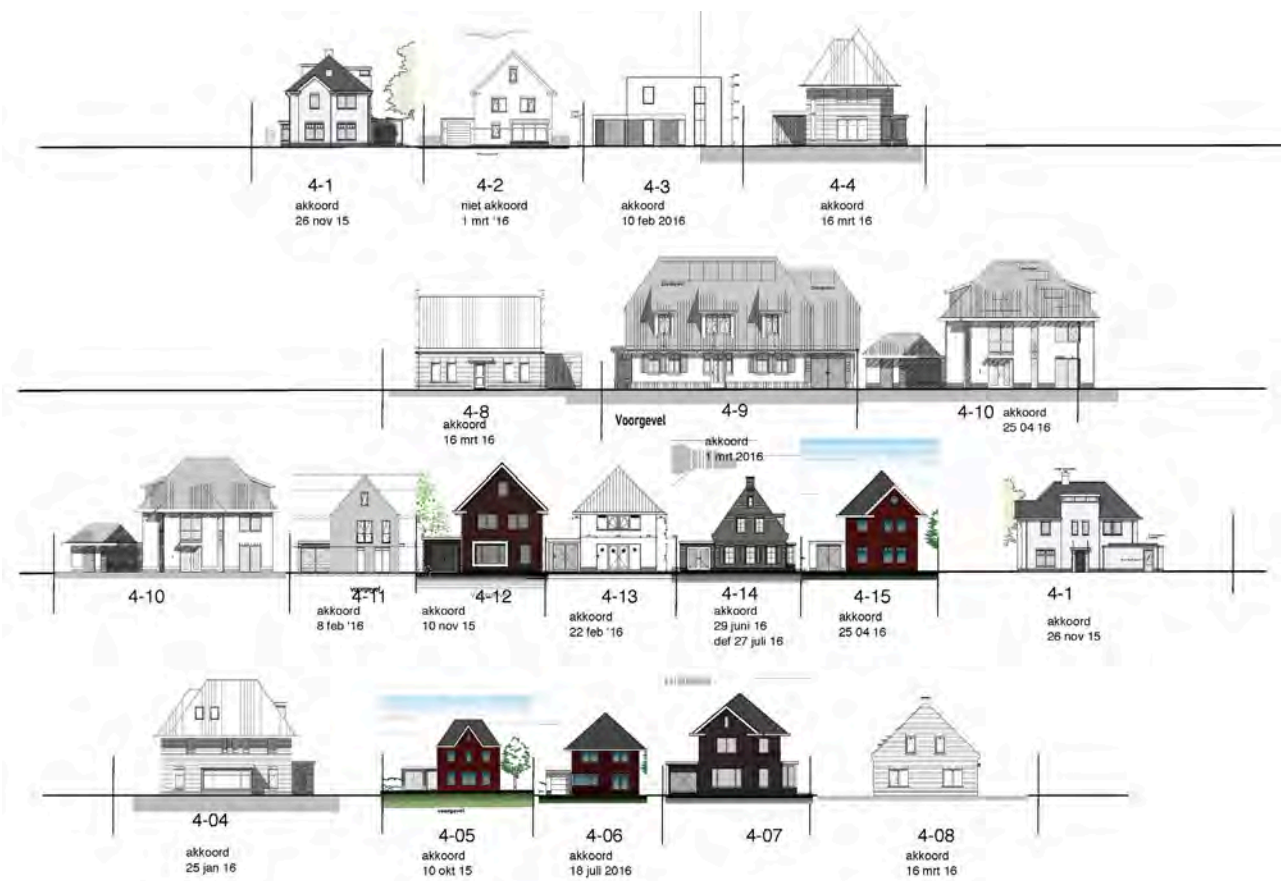 4-1
akkoord
26 nov 15
4-2
niet akkoord
1 mrt '16
4-3
akkoord
10 feb 2016
4-4
akkoord
16 mrt 16
4-8
akkoord
16 mrt 16
Voorgevel
4-9
akkoord
1 mrt 2016
4-10
akkoord
25 04 16
4-10
4-11
akkoord
8 feb '16
4-12
akkoord
10 nov 15
4-13
akkoord
22 feb '16
4-14
akkoord
29 juni 16
def 27 juli 16
4-15
akkoord
25 04 16
4-1
akkoord
26 nov 15
4-04
akkoord
25 jan 16
voorgevel
4-05
akkoord
10 okt 15
4-06
akkoord
18 juli 2016
4-07
4-08
akkoord
16 mrt 16